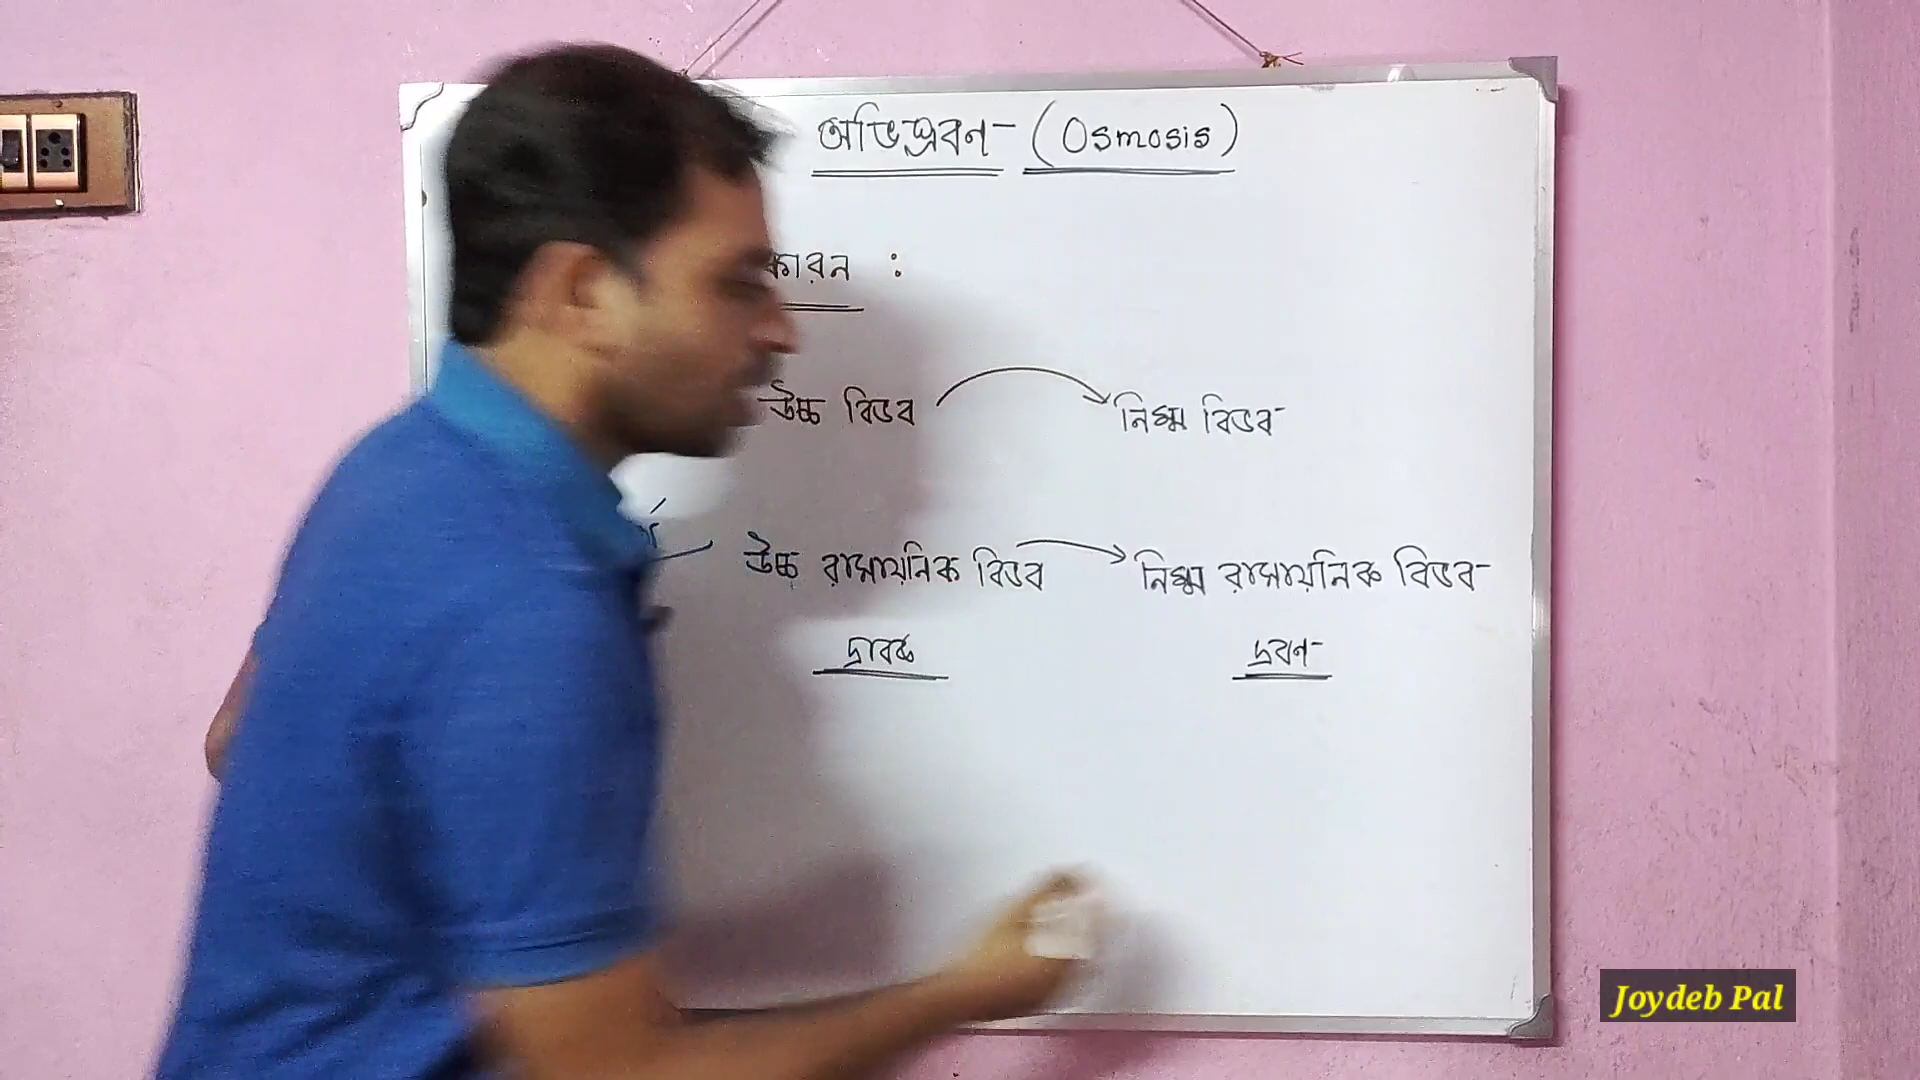 অভিস্রবণ - (Osmosis)
কারন :
উচ্চ বিভব → নিম্ম বিভব
উচ্চ রাসায়নিক বিভব → নিম্ম রাসায়নিক বিভব
দ্রাবক দ্রবণ
Joydeb Pal